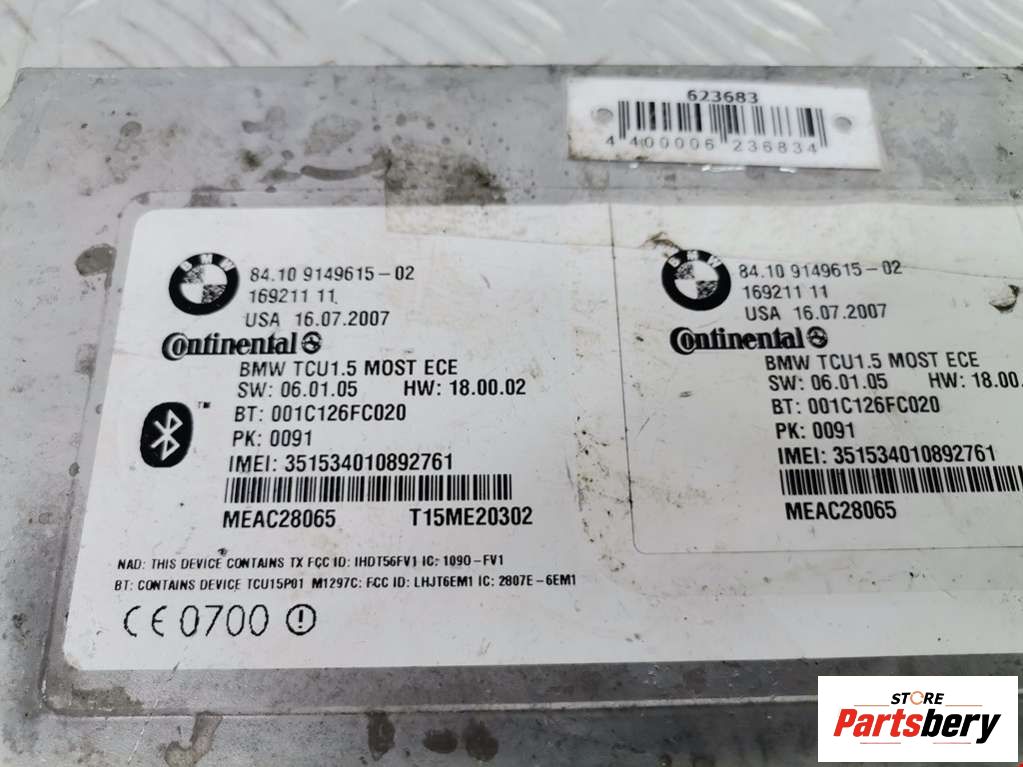 623683
4 400006 236834
BMW
84.10 9149615-02
169211 11
USA 16.07.2007
Continental
BMW TCU1.5 MOST ECE
SW: 06.01.05 HW: 18.00.02
BT: 001C126FC020
™
PK: 0091
IMEI: 351534010892761
MEAC28065 T15ME20302
NAD: THIS DEVICE CONTAINS TX FCC ID: IHDT56FV1 IC: 1090-FV1
BT: CONTAINS DEVICE TCU15P01 M1297C: FCC ID: LHJT6EM1 IC: 2807E-6EM1
CE 0700
BMW
84.10 9149615-02
169211 11
USA 16.07.2007
Continental
BMW TCU1.5 MOST ECE
SW: 06.01.05 HW: 18.00.
BT: 001C126FC020
PK: 0091
IMEI: 351534010892761
MEAC28065
STORE
Partsbery